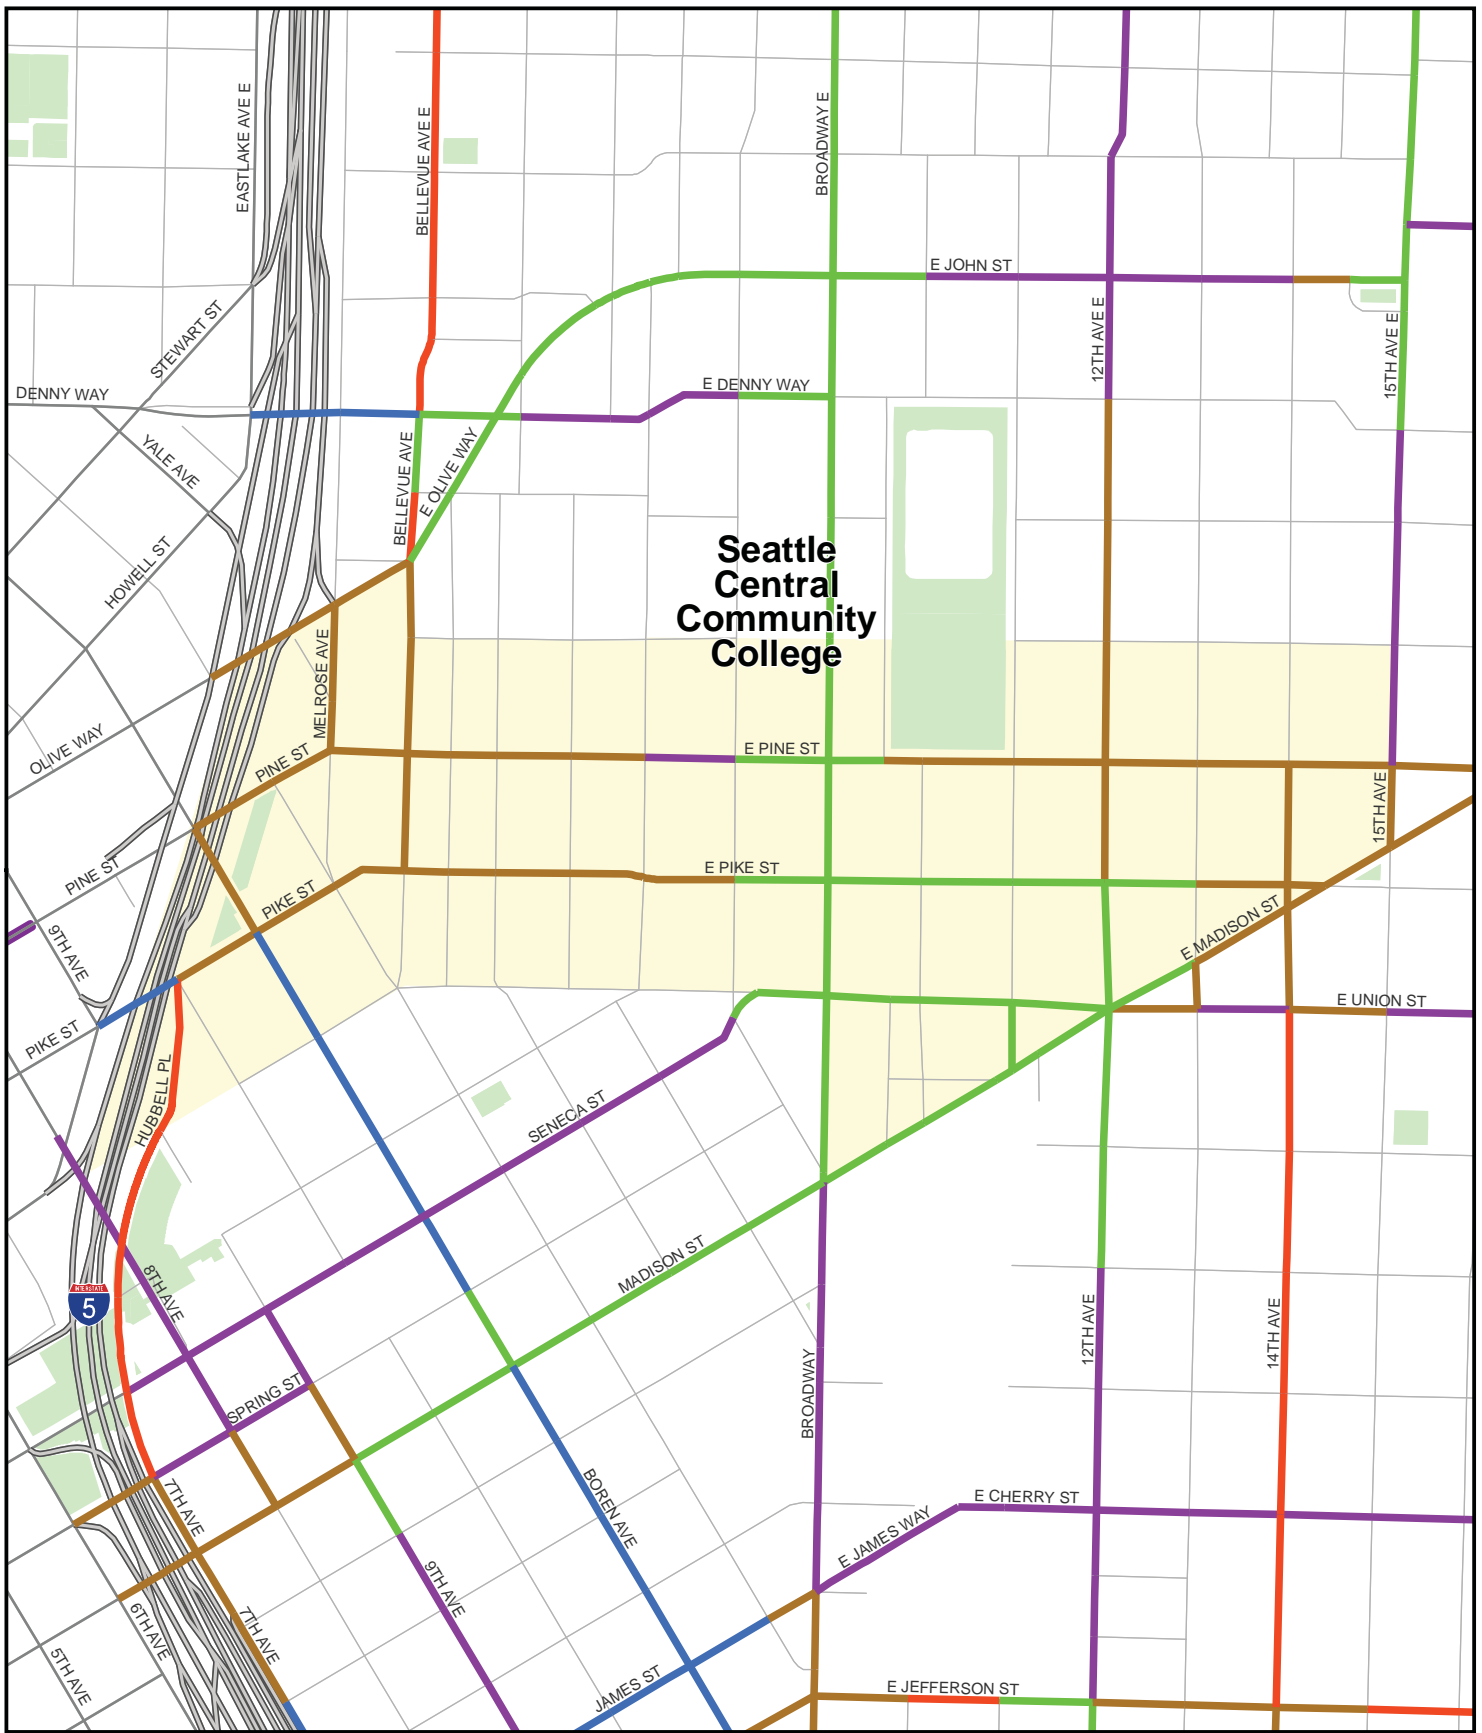 EASTLAKE AVE E
BELLEVUE AVE E
BROADWAY E
E JOHN ST
STEWART ST
12TH AVE E
15TH AVE E
DENNY WAY
E DENNY WAY
YALE AVE
BELLEVUE AVE
E OLIVE WAY
HOWELL ST
Seattle
Central
Community
College
MELROSE AVE
OLIVE WAY
PINE ST
E PINE ST
15TH AVE
PINE ST
E PIKE ST
PIKE ST
9TH AVE
E MADISON ST
E UNION ST
PIKE ST
HUBBELL PL
SENECA ST
MADISON ST
8TH AVE
INTERSTATE
5
12TH AVE
14TH AVE
BROADWAY
SPRING ST
7TH AVE
BOREN AVE
E CHERRY ST
E JAMES WAY
9TH AVE
6TH AVE
7TH AVE
5TH AVE
JAMES ST
E JEFFERSON ST